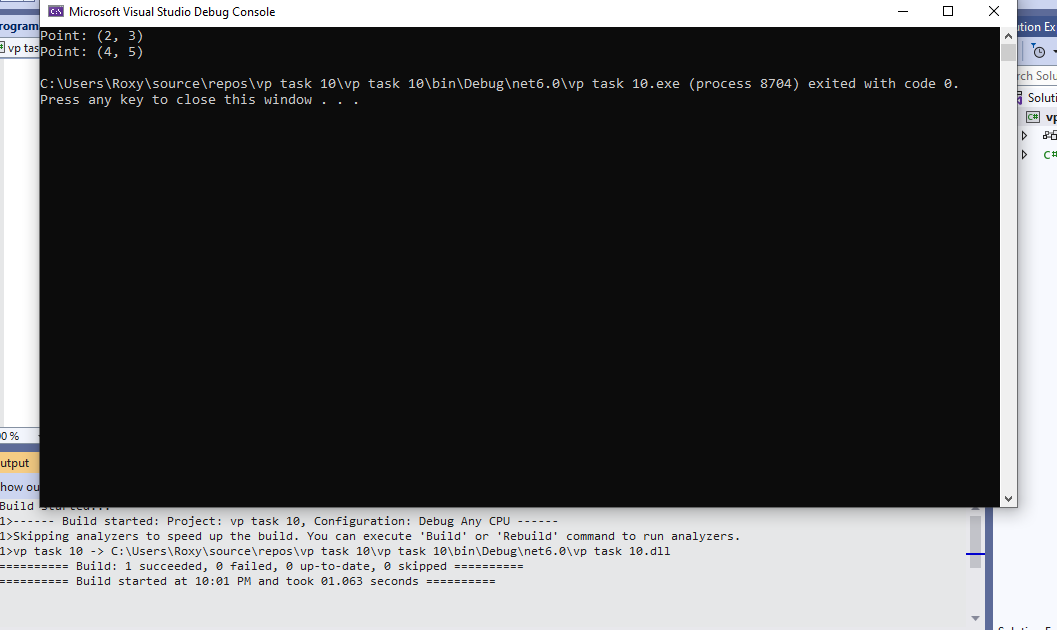 Microsoft Visual Studio Debug Console
Point: (2, 3)
Point: (4, 5)
C:\Users\Roxy\source\repos\vp task 10\vp task 10\bin\Debug\net6.0\vp task 10.exe (process 8704) exited with code 0.
Press any key to close this window . . .
rogram
vp tas
ution Ex
rch Solu
Soluti
C# vp
C#
00 %
utput
how ou
Build started...
1>------ Build started: Project: vp task 10, Configuration: Debug Any CPU ------
1>Skipping analyzers to speed up the build. You can execute 'Build' or 'Rebuild' command to run analyzers.
1>vp task 10 -> C:\Users\Roxy\source\repos\vp task 10\vp task 10\bin\Debug\net6.0\vp task 10.dll
========== Build: 1 succeeded, 0 failed, 0 up-to-date, 0 skipped ==========
========== Build started at 10:01 PM and took 01.063 seconds ==========